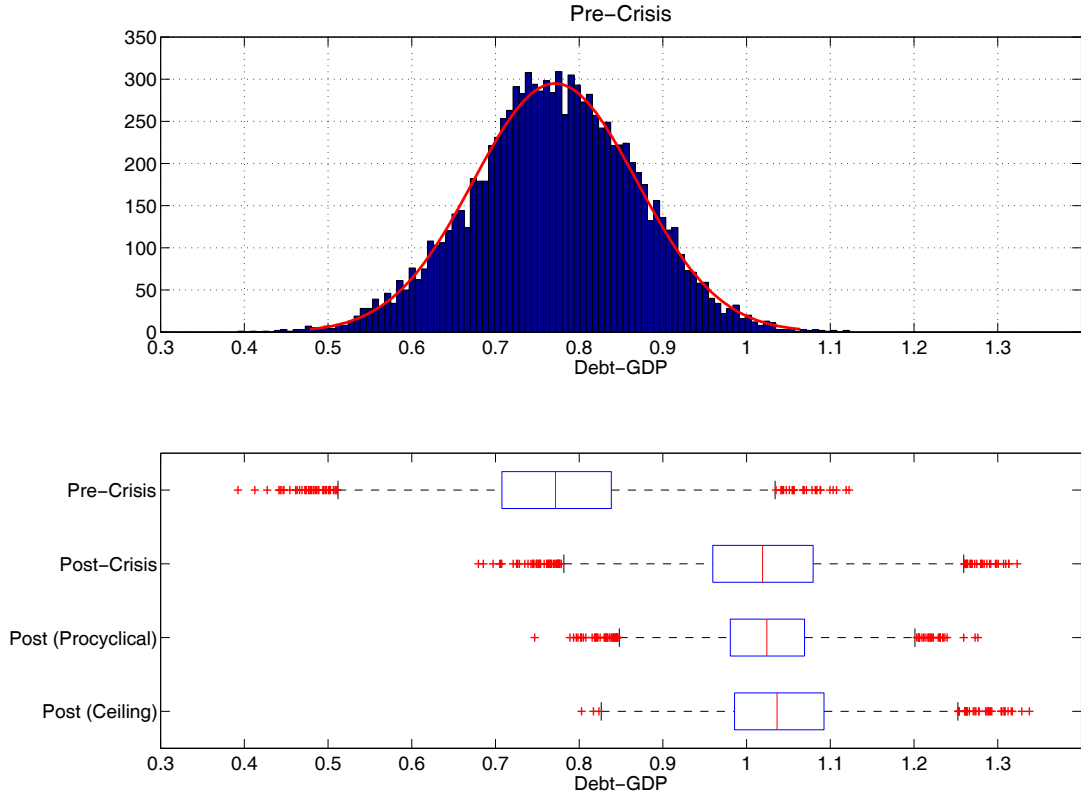 Pre−Crisis
350
300
250
200
150
100
50
0
0.3 0.4 0.5 0.6 0.7 0.8 0.9 1 1.1 1.2 1.3
Debt−GDP
Pre−Crisis
Post−Crisis
Post (Procyclical)
Post (Ceiling)
0.3 0.4 0.5 0.6 0.7 0.8 0.9 1 1.1 1.2 1.3
Debt−GDP